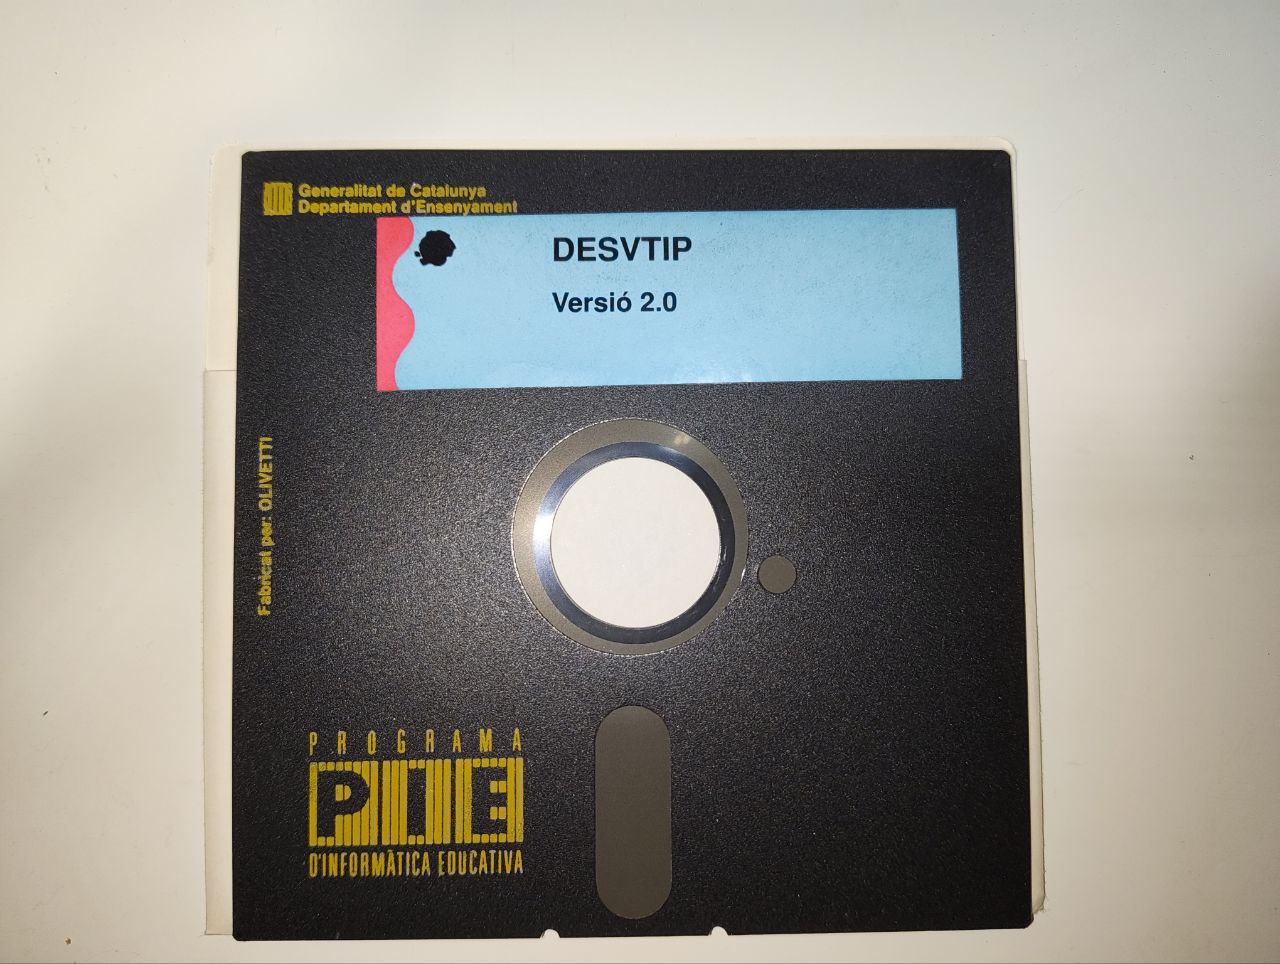 Generalitat de Catalunya
Departament d'Ensenyament
DESVTIP
Versió 2.0
Fabricat per: OLIVETTI
PROGRAMA
PIE
D'INFORMÀTICA EDUCATIVA